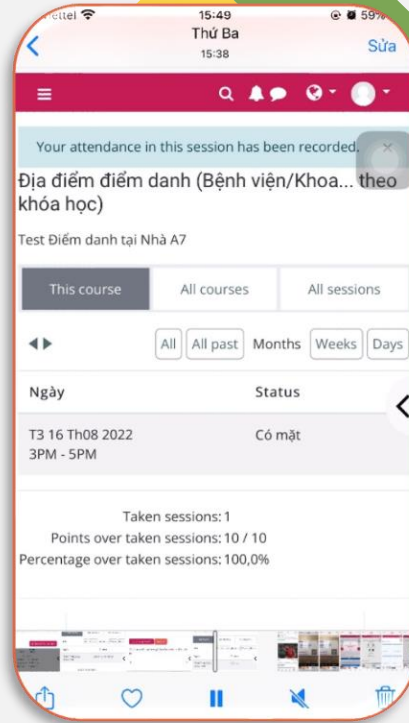 15:49
59%
Thứ Ba
15:38
Sửa
Your attendance in this session has been recorded.
Địa điểm điểm danh (Bệnh viện/Khoa... theo
khóa học)
Test Điểm danh tại Nhà A7
This course
All courses
All sessions
All
All past
Months
Weeks
Days
Ngày
Status
T3 16 Th08 2022
Có mặt
3PM - 5PM
Taken sessions: 1
Points over taken sessions: 10 / 10
Percentage over taken sessions: 100,0%